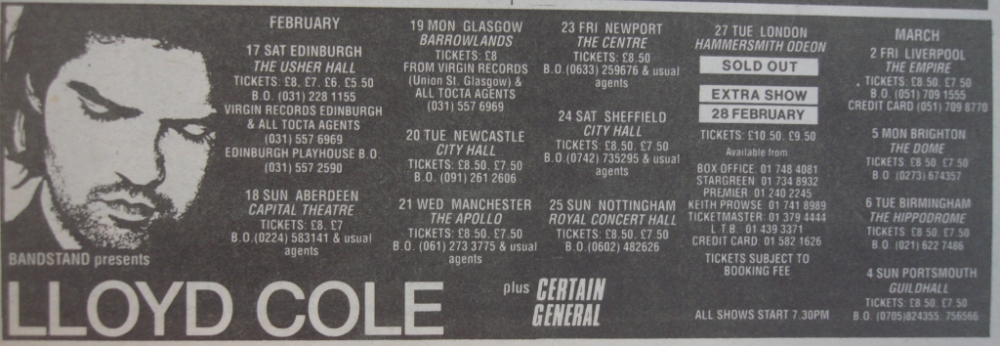 FEBRUARY
17 SAT EDINBURGH
THE USHER HALL
TICKETS: £8. £7. £6. £5.50
B.O. (031) 228 1155
VIRGIN RECORDS EDINBURGH
& ALL TOCTA AGENTS
(031) 557 6969
EDINBURGH PLAYHOUSE B.O.
(031) 557 2590
18 SUN ABERDEEN
CAPITAL THEATRE
TICKETS: £8. £7
B.O.(0224) 583141 & usual
agents
19 MON GLASGOW
BARROWLANDS
TICKETS: £8
FROM VIRGIN RECORDS
(Union St. Glasgow) &
ALL TOCTA AGENTS
(031) 557 6969
20 TUE NEWCASTLE
CITY HALL
TICKETS: £8.50. £7.50
B.O. (091) 261 2606
21 WED MANCHESTER
THE APOLLO
TICKETS: £8.50. £7.50
B.O. (061) 273 3775 & usual
agents
23 FRI NEWPORT
THE CENTRE
TICKETS: £8.50
B.O.(0633) 259676 & usual
agents
24 SAT SHEFFIELD
CITY HALL
TICKETS: £8.50. £7.50
B.O.(0742) 735295 & usual
agents
25 SUN NOTTINGHAM
ROYAL CONCERT HALL
TICKETS: £8.50. £7.50
B.O.(0602) 482626
27 TUE LONDON
HAMMERSMITH ODEON
SOLD OUT
EXTRA SHOW
28 FEBRUARY
TICKETS: £10.50. £9.50
Available from
BOX OFFICE: 01 748 4081
STARGREEN: 01 734 8932
PREMIER: 01 240 2245
KEITH PROWSE: 01 741 8989
TICKETMASTER: 01 379 4444
L.T.B. 01 439 3371
CREDIT CARD: 01 582 1626
TICKETS SUBJECT TO
BOOKING FEE
ALL SHOWS START 7.30PM
MARCH
2 FRI LIVERPOOL
THE EMPIRE
TICKETS: £8.50. £7.50
B.O. (051) 709 1555
CREDIT CARD (051) 709 8770
5 MON BRIGHTON
THE DOME
TICKETS: £8.50. £7.50
B.O. (0273) 674357
6 TUE BIRMINGHAM
THE HIPPODROME
TICKETS: £8.50. £7.50
B.O. (021) 622 7486
4 SUN PORTSMOUTH
GUILDHALL
TICKETS: £8.50. £7.50
B.O. (0705)824355. 756566
BANDSTAND presents
LLOYD COLE
plus CERTAIN
GENERAL